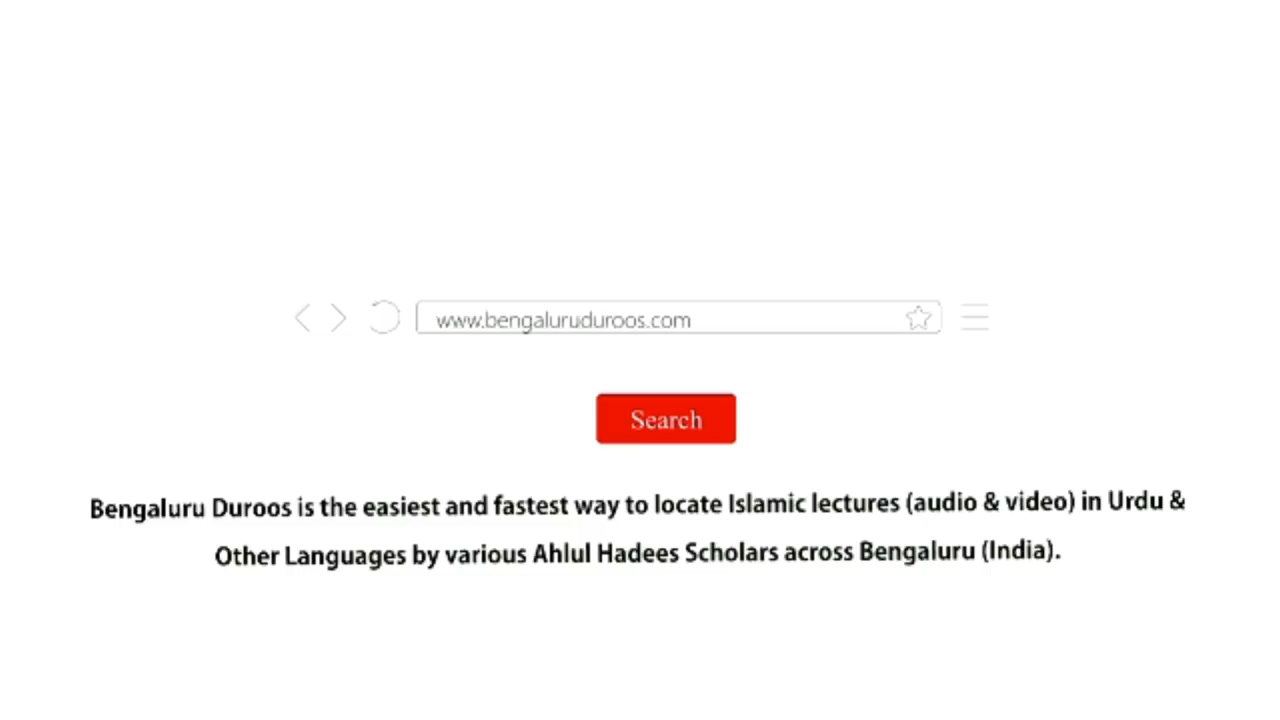 www.bengaluruduroos.com
Search
Bengaluru Duroos is the easiest and fastest way to locate Islamic lectures (audio & video) in Urdu &
Other Languages by various Ahlul Hadees Scholars across Bengaluru (India).